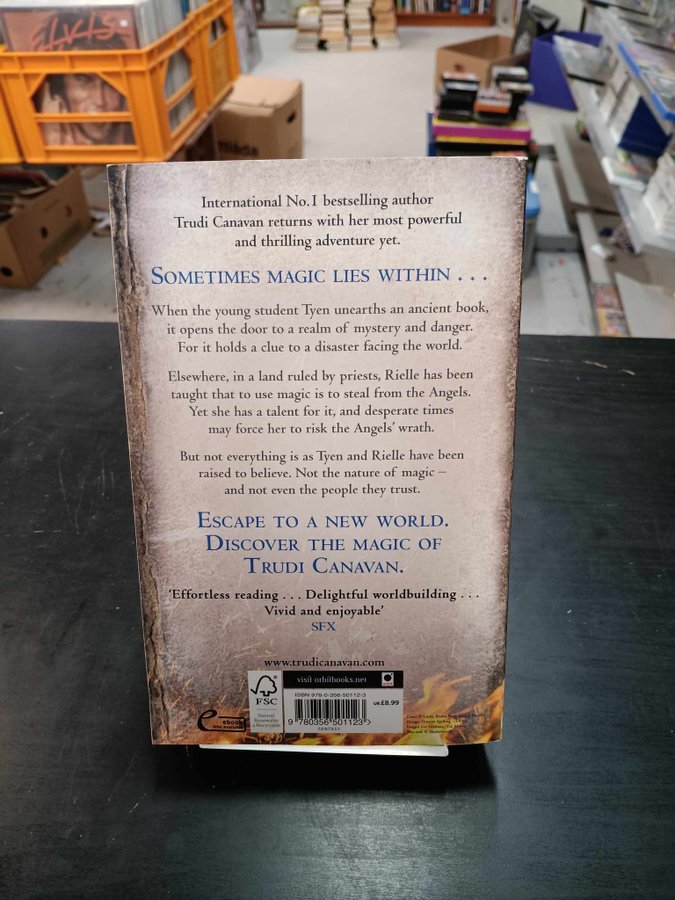 ELVIS
International No.1 bestselling author
Trudi Canavan returns with her most powerful
and thrilling adventure yet.
SOMETIMES MAGIC LIES WITHIN . . .
When the young student Tyen unearths an ancient book,
it opens the door to a realm of mystery and danger.
For it holds a clue to a disaster facing the world.
Elsewhere, in a land ruled by priests, Rielle has been
taught that to use magic is to steal from the Angels.
Yet she has a talent for it, and desperate times
may force her to risk the Angels' wrath.
But not everything is as Tyen and Rielle have been
raised to believe. Not the nature of magic –
and not even the people they trust.
ESCAPE TO A NEW WORLD.
DISCOVER THE MAGIC OF
TRUDI CANAVAN.
'Effortless reading . . . Delightful worldbuilding . . .
Vivid and enjoyable'
SFX
www.trudicanavan.com
visit orbitbooks.net
ISBN 978-0-356-50112-3
UK £8.99
FSC
ebook
9 780356 501123
FANTASY